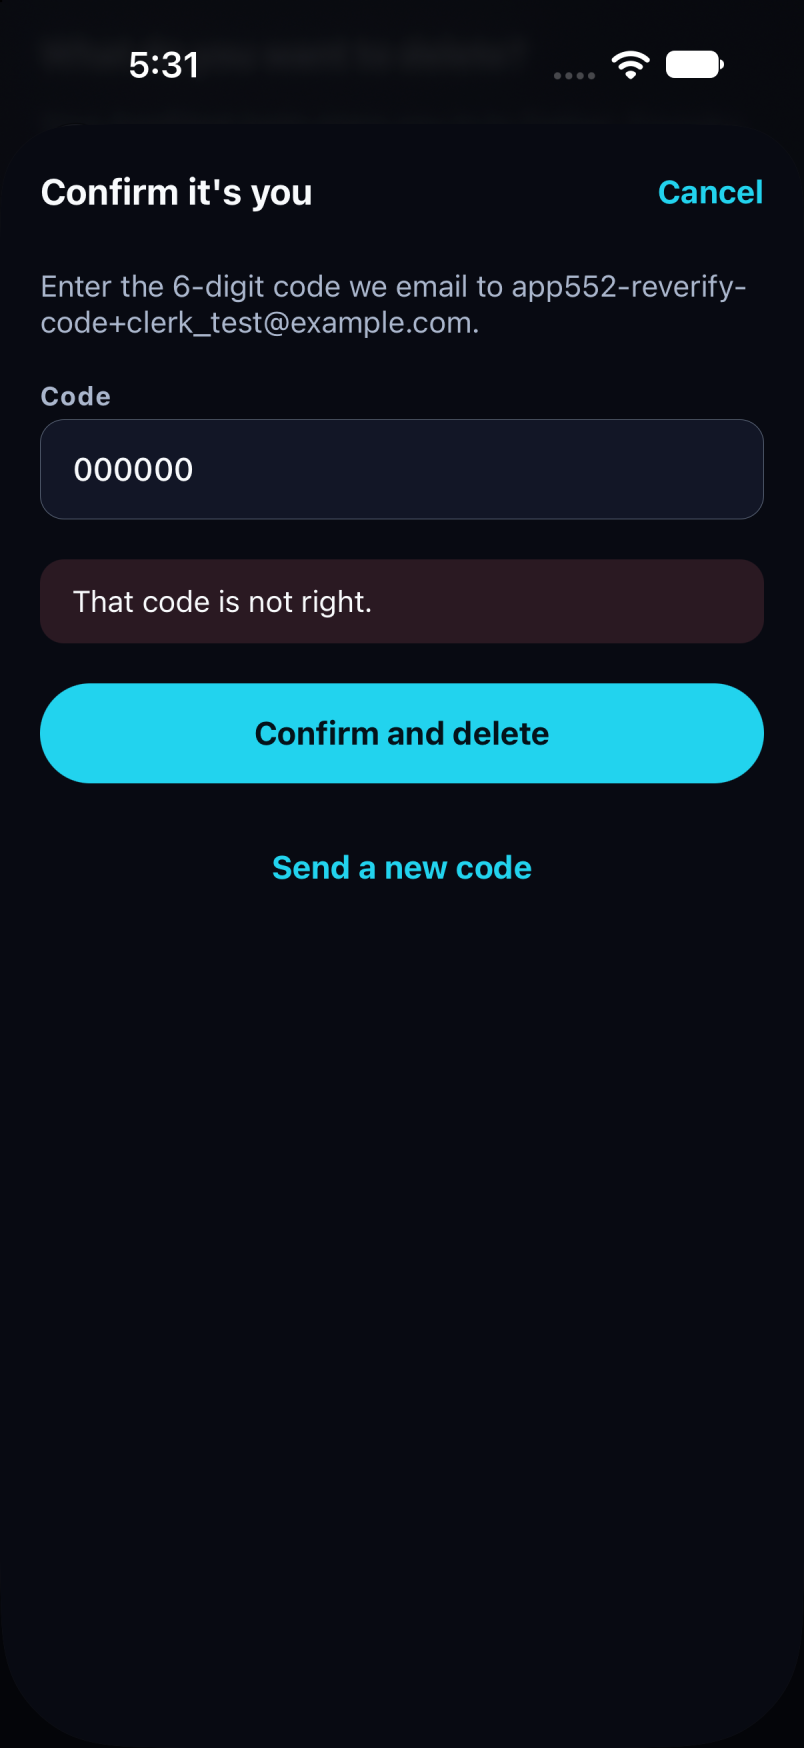 5:31
Confirm it's you
Cancel
Enter the 6-digit code we email to app552-reverify-
code+clerk_test@example.com.
Code
000000
That code is not right.
Confirm and delete
Send a new code